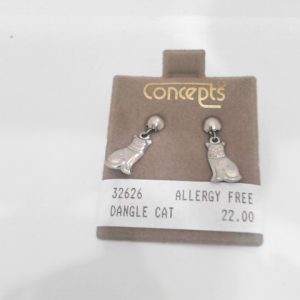 Concepts
32626 ALLERGY FREE
DANGLE CAT 22.00